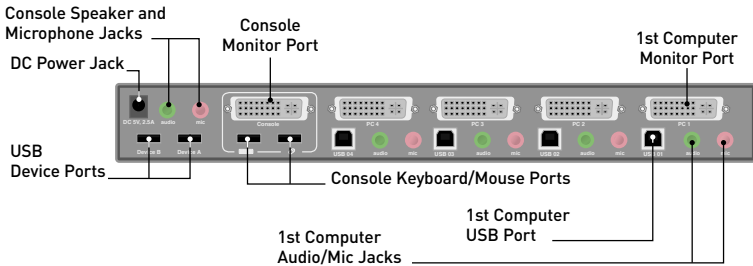 Console Speaker and
Microphone Jacks
DC Power Jack
Console
Monitor Port
1st Computer
Monitor Port
DC 5V, 2.5A
audio
mic
Console
PC 4
PC 3
PC 2
PC 1
Device B
Device A
USB 04
audio
mic
USB 03
audio
mic
USB 02
audio
mic
USB 01
audio
mic
USB
Device Ports
Console Keyboard/Mouse Ports
1st Computer
USB Port
1st Computer
Audio/Mic Jacks